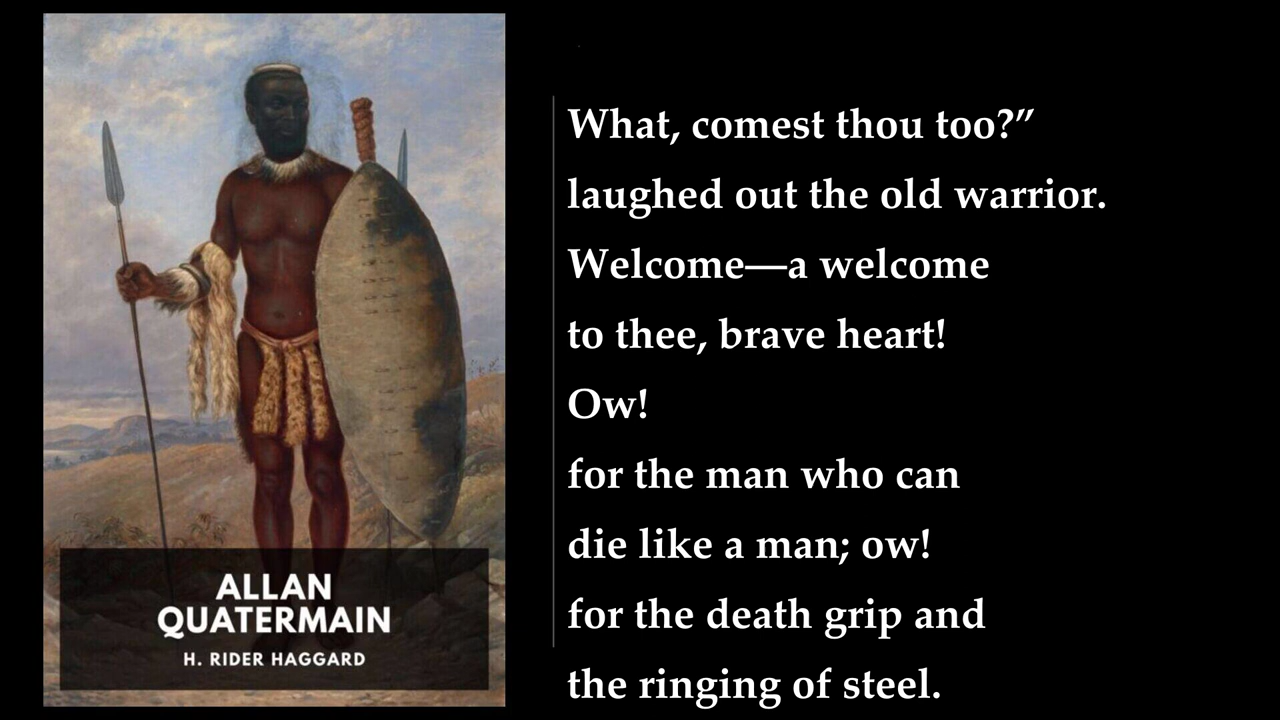 ALLAN
QUATERMAIN
H. RIDER HAGGARD
What, comest thou too?”
laughed out the old warrior.
Welcome—a welcome
to thee, brave heart!
Ow!
for the man who can
die like a man; ow!
for the death grip and
the ringing of steel.